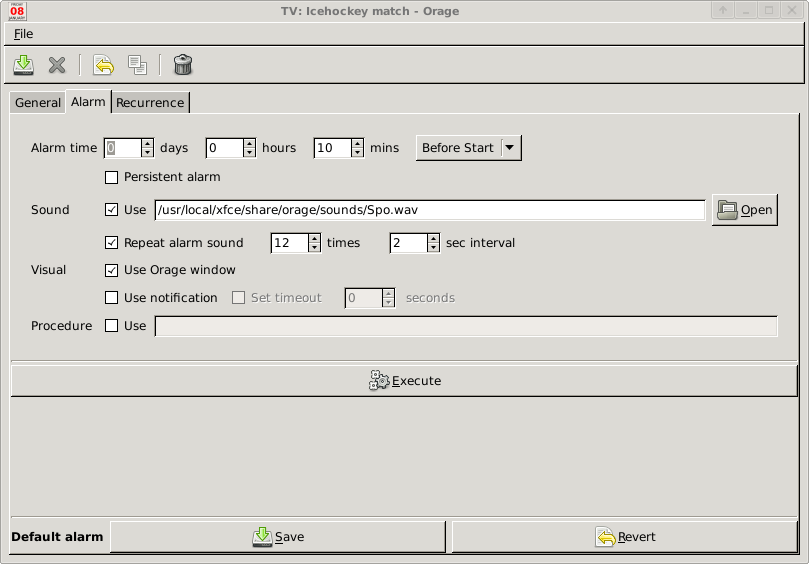 TV: Icehockey match - Orage
08
File
General Alarm Recurrence
Alarm time 0 days 0 hours 10 mins Before Start
Persistent alarm
Sound Use /usr/local/xfce/share/orage/sounds/Spo.wav Open
Repeat alarm sound 12 times 2 sec interval
Visual Use Orage window
Use notification Set timeout 0 seconds
Procedure Use
Execute
Default alarm Save Revert